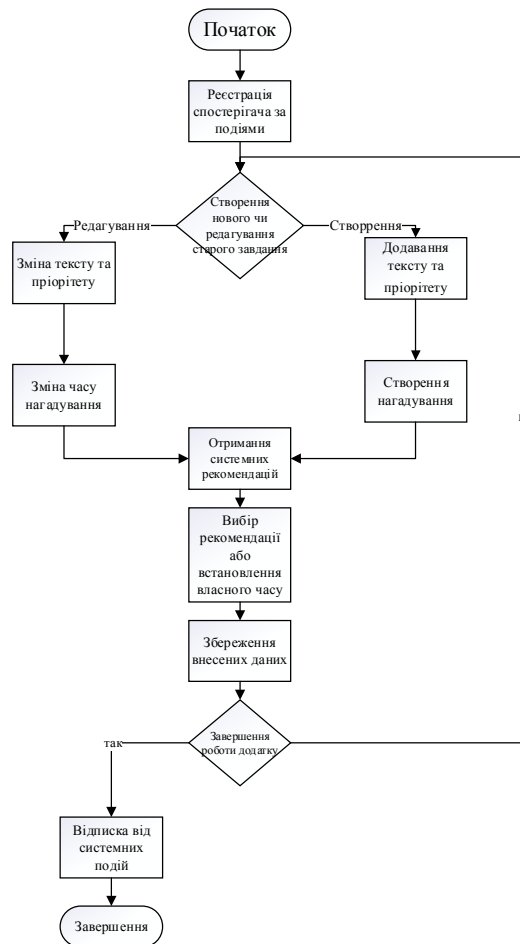 Початок
Реєстрація
спостерігача за
подіями
Створення
нового чи
редагування
старого завдання
Редагування
Створрення
Зміна тексту та
пріорітету
Додавання
тексту та
пріорітету
Зміна часу
нагадування
Створення
нагадування
Отримання
системних
рекомендацій
Вибір
рекомендації
або
встановлення
власного часу
Збереження
внесених даних
Завершення
роботи додатку
так
Відписка від
системних
подій
Завершення